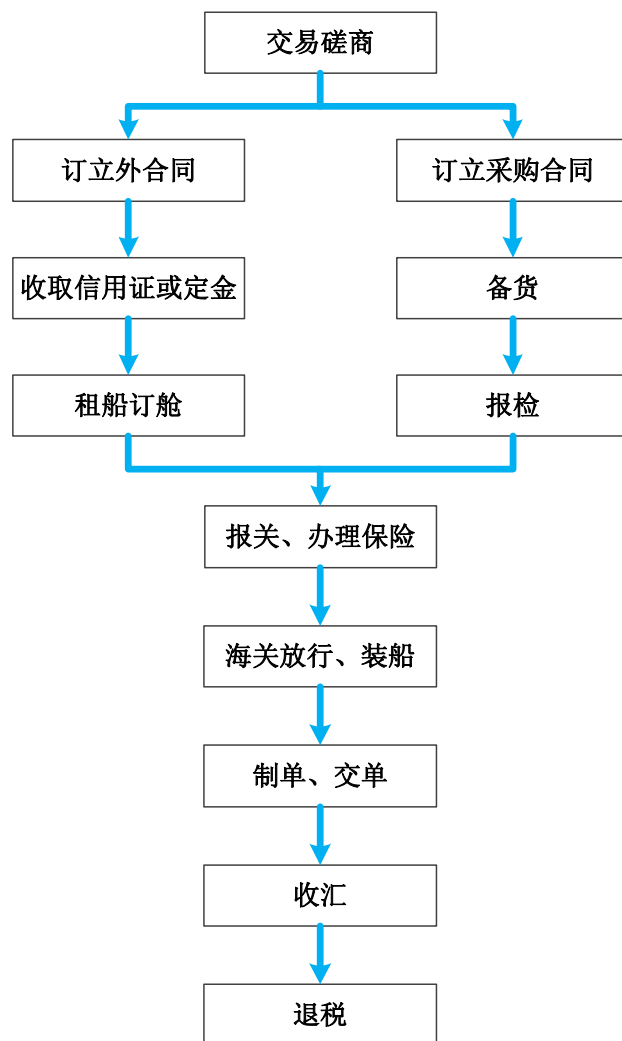 交易磋商
订立外合同
订立采购合同
收取信用证或定金
备货
租船订舱
报检
报关、办理保险
海关放行、装船
制单、交单
收汇
退税